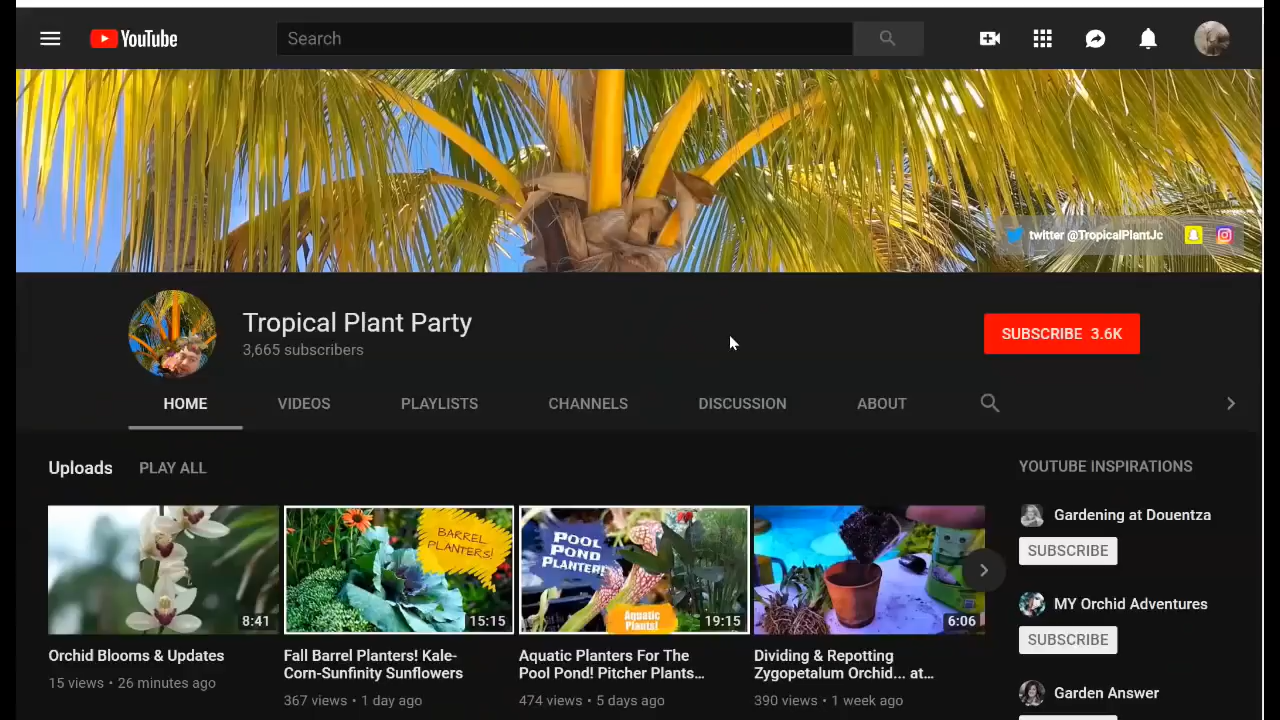 YouTube
Search
twitter @TropicalPlantJc
Tropical Plant Party
3,665 subscribers
SUBSCRIBE 3.6K
HOME VIDEOS PLAYLISTS CHANNELS DISCUSSION ABOUT
Uploads PLAY ALL
BARREL
PLANTERS!
8:41
15:15
POOL
POND
PLANTER!
Aquatic
Plants!
19:15
6:06
Orchid Blooms & Updates
15 views • 26 minutes ago
Fall Barrel Planters! Kale-
Corn-Sunfinity Sunflowers
367 views • 1 day ago
Aquatic Planters For The
Pool Pond! Pitcher Plants...
474 views • 5 days ago
Dividing & Repotting
Zygopetalum Orchid... at...
390 views • 1 week ago
YOUTUBE INSPIRATIONS
Gardening at Douentza
SUBSCRIBE
MY Orchid Adventures
SUBSCRIBE
Garden Answer